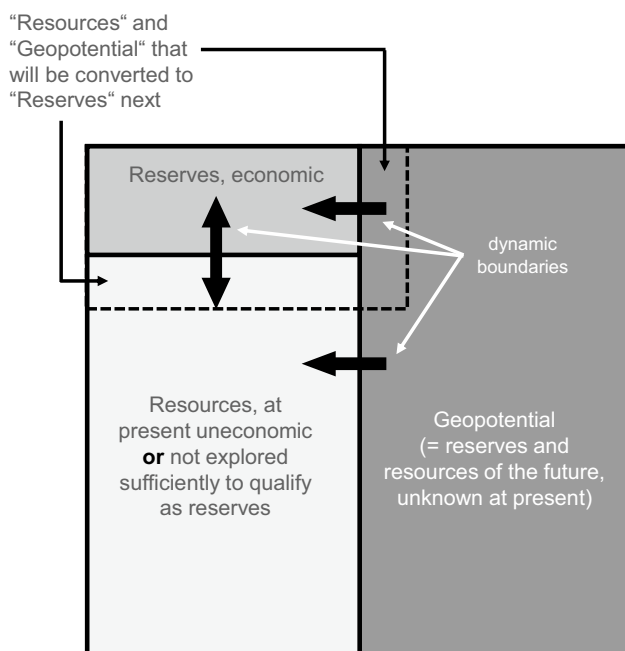 “Resources“ and
“Geopotential“ that
will be converted to
“Reserves“ next
Reserves, economic
dynamic
boundaries
Resources, at
present uneconomic
or not explored
sufficiently to qualify
as reserves
Geopotential
(= reserves and
resources of the future,
unknown at present)